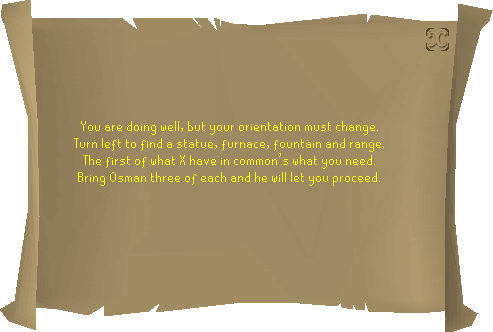 You are doing well, but your orientation must change.
Turn left to find a statue, furnace, fountain and range.
The first of what X have in common's what you need.
Bring Osman three of each and he will let you proceed.